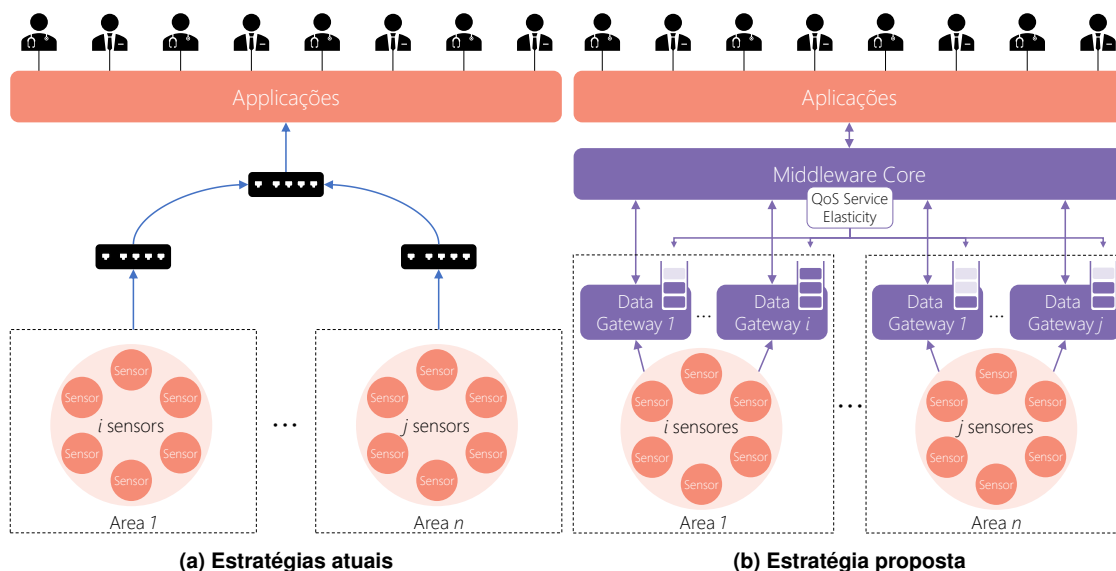 Applicações
Sensor
Sensor
Sensor
i sensors
Sensor
Sensor
Sensor
Area 1
...
Sensor
Sensor
Sensor
j sensors
Sensor
Sensor
Sensor
Area n
(a) Estratégias atuais
Aplicações
Middleware Core
QoS Service
Elasticity
Data
Gateway 1
...
Data
Gateway i
Sensor
Sensor
Sensor
i sensores
Sensor
Sensor
Sensor
Area 1
...
Data
Gateway 1
...
Data
Gateway j
Sensor
Sensor
Sensor
j sensores
Sensor
Sensor
Sensor
Area n
(b) Estratégia proposta